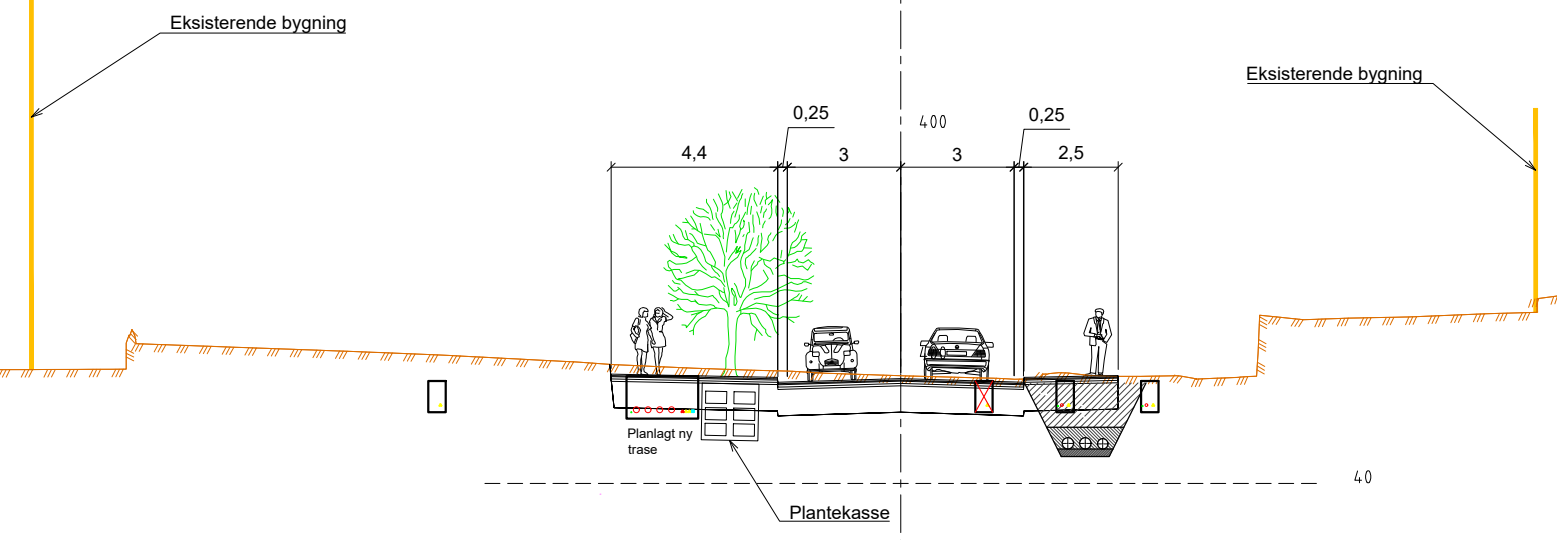 Eksisterende bygning
Eksisterende bygning
0,25
400
0,25
4,4
3
3
2,5
Planlagt ny
trase
40
Plantekasse